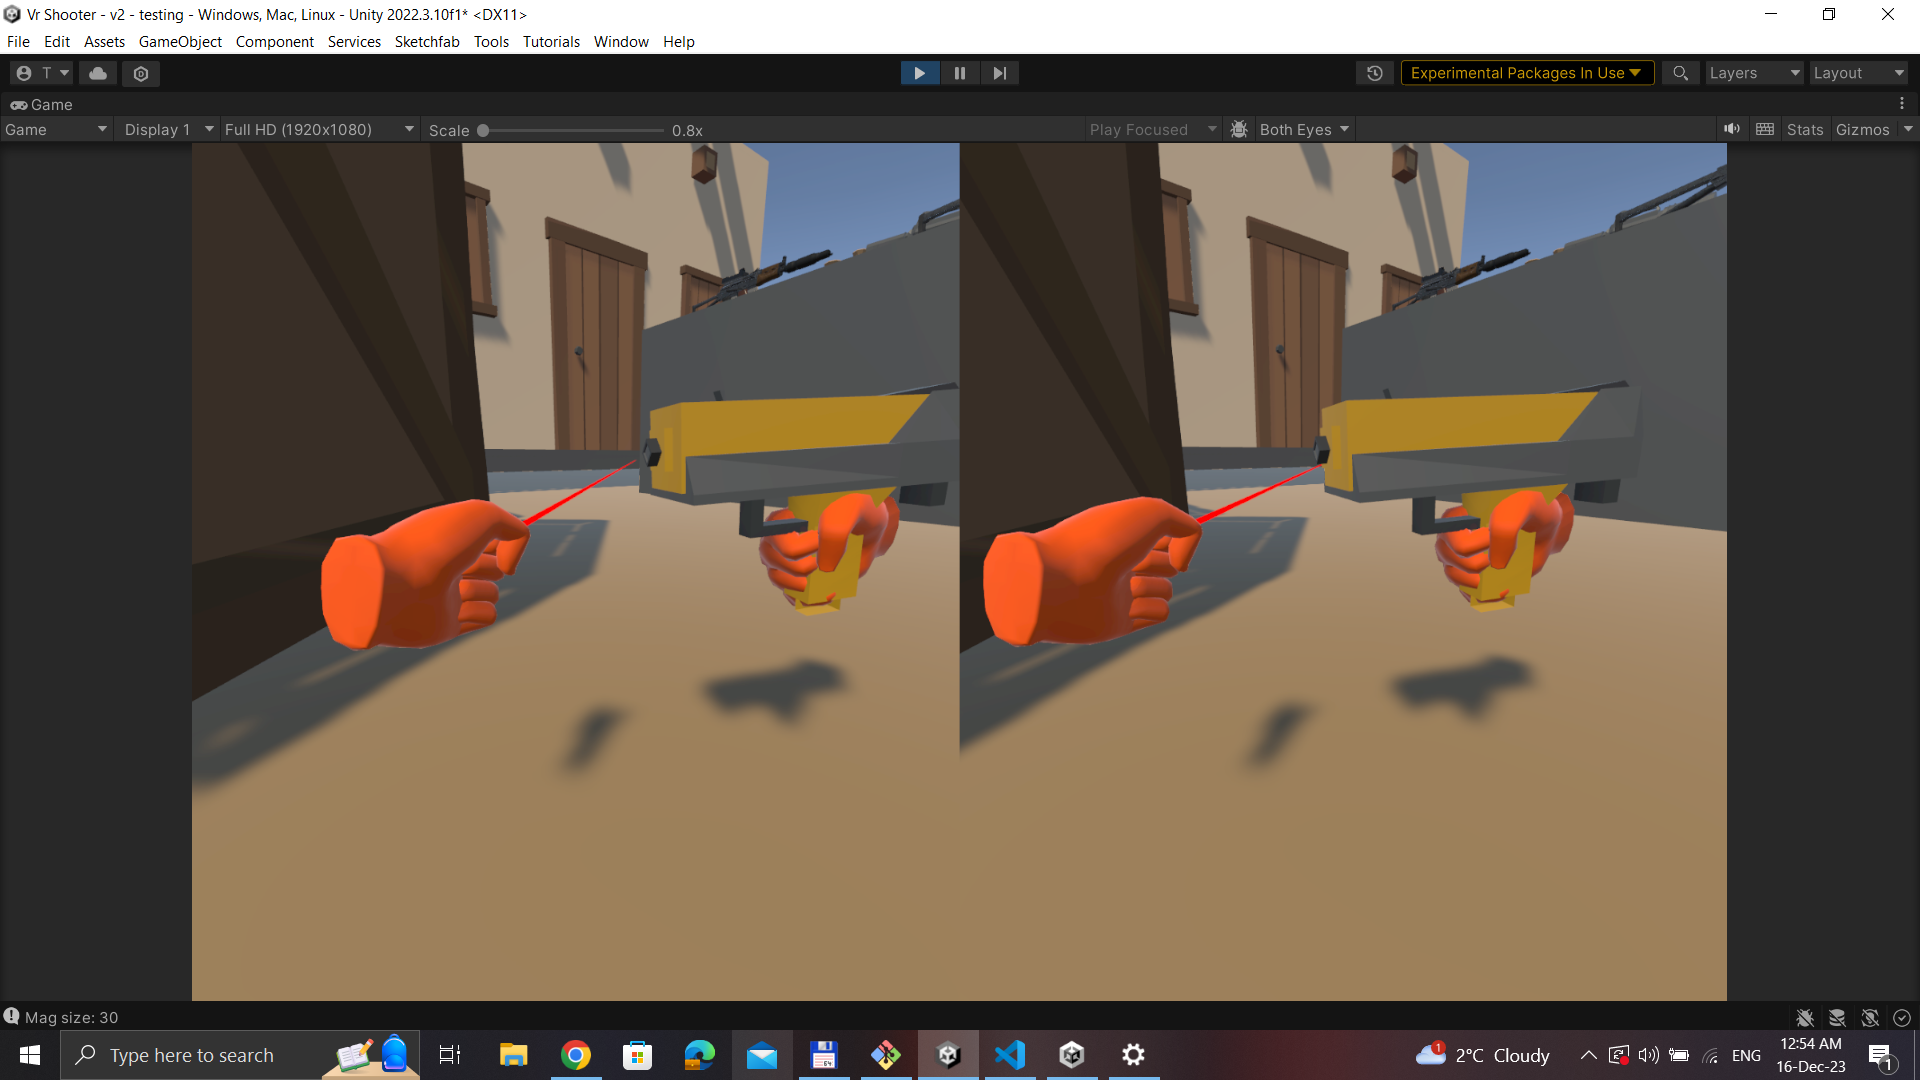 Vr Shooter - v2 - testing - Windows, Mac, Linux - Unity 2022.3.10f1* <DX11>
File Edit Assets GameObject Component Services Sketchfab Tools Tutorials Window Help
T Experimental Packages In Use Layers Layout
Game
Game Display 1 Full HD (1920x1080) Scale 0.8x Play Focused Both Eyes Stats Gizmos
Mag size: 30
Type here to search 64 1 2°C Cloudy ENG 12:54 AM
16-Dec-23 1